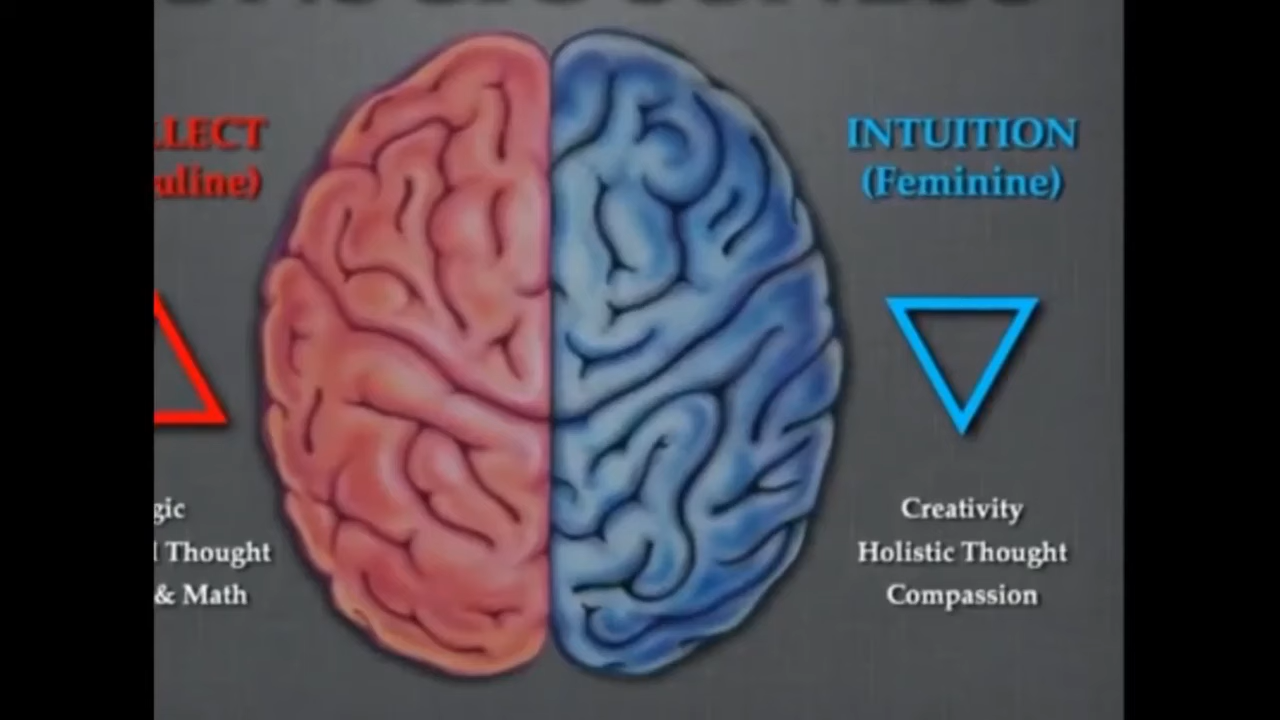 LLECT
INTUITION
uline)
(Feminine)
gic
Creativity
Thought
Holistic Thought
& Math
Compassion